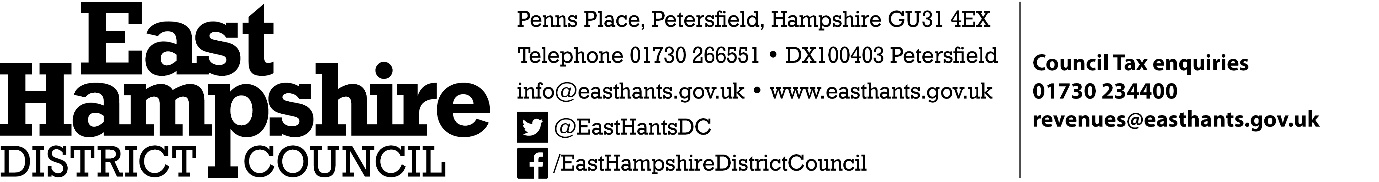 East
Hampshire
DISTRICT COUNCIL
Penns Place, Petersfield, Hampshire GU31 4EX
Telephone 01730 266551 • DX100403 Petersfield
info@easthants.gov.uk • www.easthants.gov.uk
@EastHantsDC
/EastHampshireDistrictCouncil
Council Tax enquiries
01730 234400
revenues@easthants.gov.uk